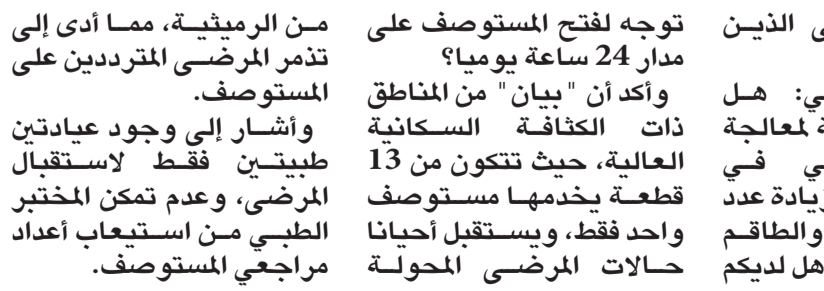 ى الذين
ي: هل
ة لمعالجة
ي في
زيادة عدد
والطاقم
هل لديكم
توجه لفتح المستوصف على
مدار 24 ساعة يوميا؟
وأكد أن "بيان" من المناطق
ذات الكثافة السكانية
العالية، حيث تتكون من 13
قطعة يخدمها مستوصف
واحد فقط، ويستقبل أحيانا
حالات المرضى المحولة
من الرميثية، مما أدى إلى
تذمر المرضى المترددين على
المستوصف.
وأشار إلى وجود عيادتين
طبيتين فقط لاستقبال
المرضى، وعدم تمكن المختبر
الطبي من استيعاب أعداد
مراجعي المستوصف.